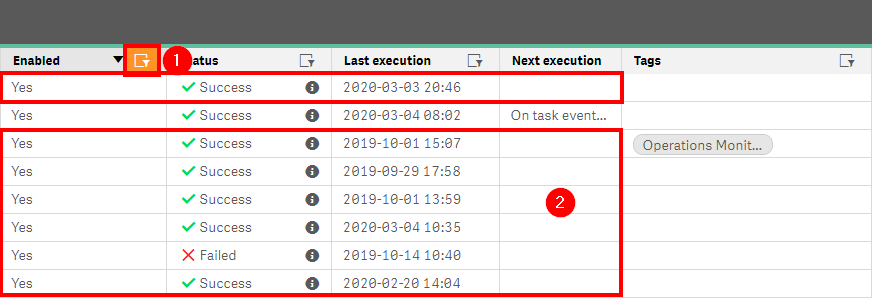 Enabled 1 tatus Last execution Next execution Tags
Yes Success 2020-03-03 20:46
Yes Success 2020-03-04 08:02 On task event...
Yes Success 2019-10-01 15:07 Operations Monit...
Yes Success 2019-09-29 17:58
Yes Success 2019-10-01 13:59 2
Yes Success 2020-03-04 10:35
Yes Failed 2019-10-14 10:40
Yes Success 2020-02-20 14:04